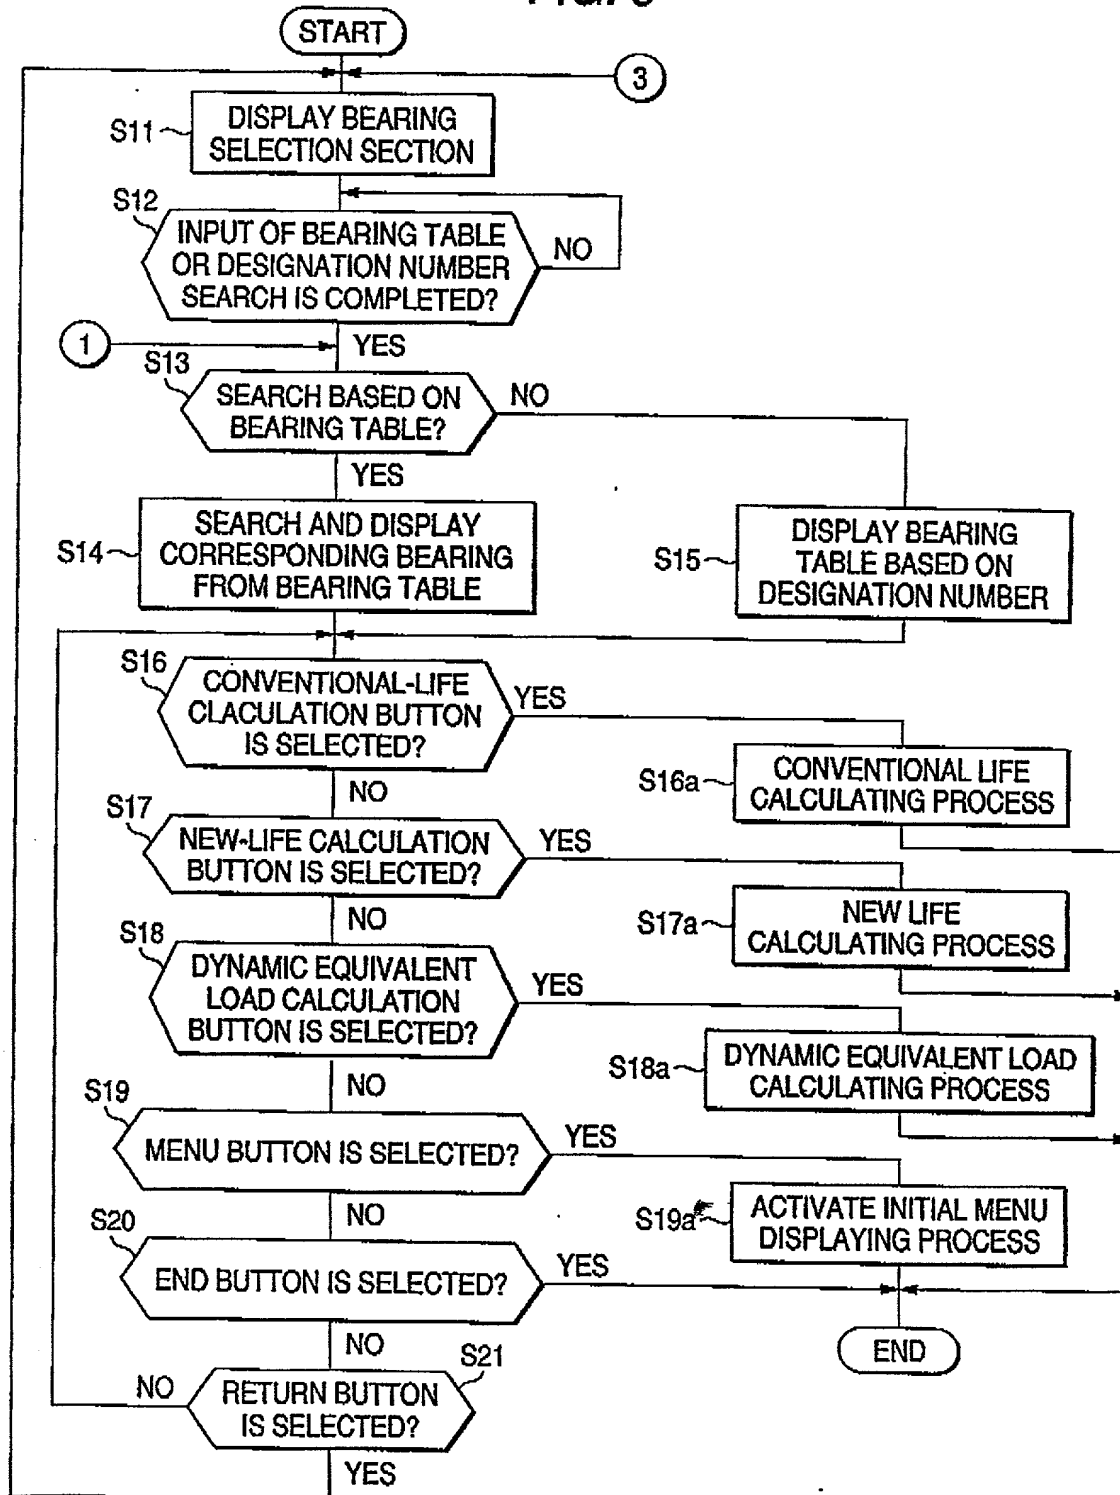 START
3
S11
DISPLAY BEARING
SELECTION SECTION
S12
INPUT OF BEARING TABLE
OR DESIGNATION NUMBER
SEARCH IS COMPLETED?
NO
1
YES
S13
SEARCH BASED ON
BEARING TABLE?
NO
YES
S14
SEARCH AND DISPLAY
CORRESPONDING BEARING
FROM BEARING TABLE
S15
DISPLAY BEARING
TABLE BASED ON
DESIGNATION NUMBER
S16
CONVENTIONAL-LIFE
CLACULATION BUTTON
IS SELECTED?
YES
S16a
CONVENTIONAL LIFE
CALCULATING PROCESS
NO
S17
NEW-LIFE CALCULATION
BUTTON IS SELECTED?
YES
S17a
NEW LIFE
CALCULATING PROCESS
NO
S18
DYNAMIC EQUIVALENT
LOAD CALCULATION
BUTTON IS SELECTED?
YES
S18a
DYNAMIC EQUIVALENT LOAD
CALCULATING PROCESS
NO
S19
MENU BUTTON IS SELECTED?
YES
S19a
ACTIVATE INITIAL MENU
DISPLAYING PROCESS
NO
S20
END BUTTON IS SELECTED?
YES
END
NO
S21
RETURN BUTTON
IS SELECTED?
NO
YES